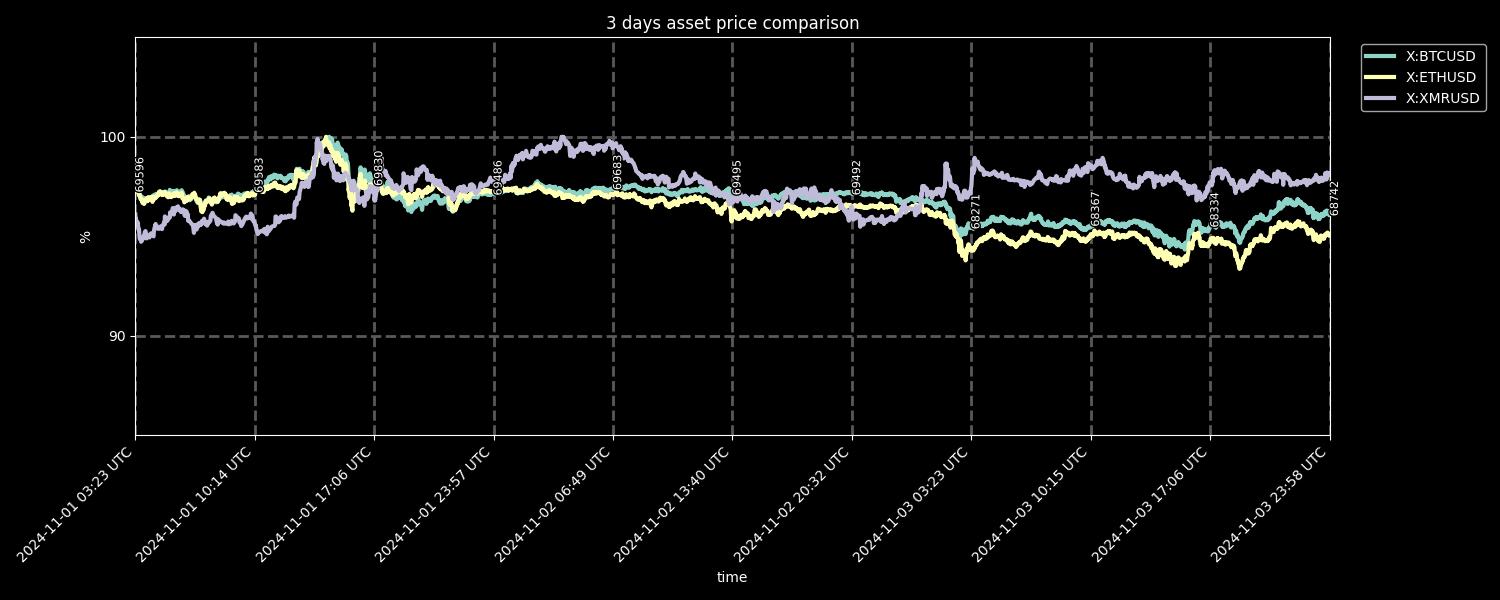 3 days asset price comparison
X:BTCUSD
X:ETHUSD
X:XMRUSD
100
90
%
69596
69583
69830
69486
69683
69495
69492
68271
68367
68334
68742
2024-11-01 03:23 UTC
2024-11-01 10:14 UTC
2024-11-01 17:06 UTC
2024-11-01 23:57 UTC
2024-11-02 06:49 UTC
2024-11-02 13:40 UTC
2024-11-02 20:32 UTC
2024-11-03 03:23 UTC
2024-11-03 10:15 UTC
2024-11-03 17:06 UTC
2024-11-03 23:58 UTC
time